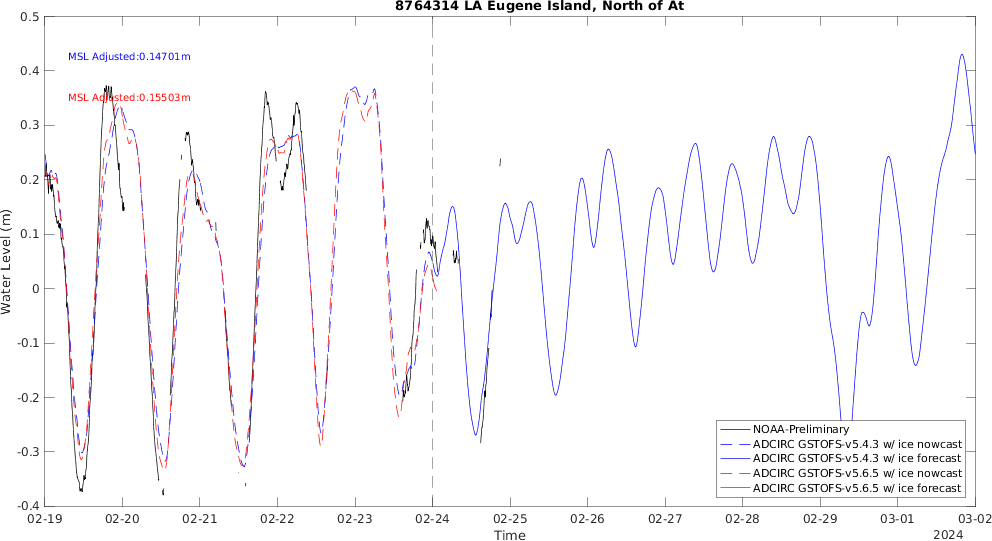 8764314 LA Eugene Island, North of At
0.5
0.4
0.3
0.2
0.1
0
-0.1
-0.2
-0.3
-0.4
Water Level (m)
MSL Adjusted:0.14701m
MSL Adjusted:0.15503m
NOAA-Preliminary
ADCIRC GSTOFS-v5.4.3 w/ ice nowcast
ADCIRC GSTOFS-v5.4.3 w/ ice forecast
ADCIRC GSTOFS-v5.6.5 w/ ice nowcast
ADCIRC GSTOFS-v5.6.5 w/ ice forecast
02-19 02-20 02-21 02-22 02-23 02-24 02-25 02-26 02-27 02-28 02-29 03-01 03-02
Time
2024